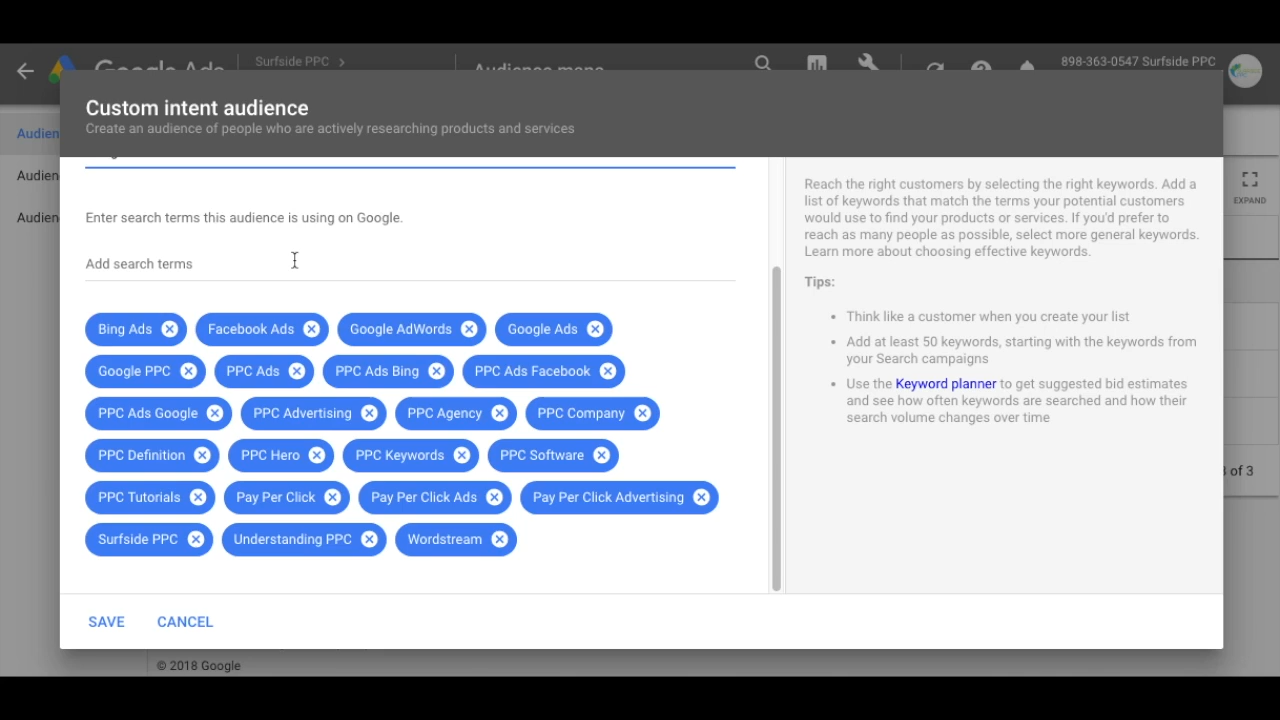 Surfside PPC
Google Ads
Audience mana
898-363-0547 Surfside PPC
Custom intent audience
Create an audience of people who are actively researching products and services
Audien
Audien
Audien
EXPAND
Enter search terms this audience is using on Google.
Add search terms
Bing Ads
Facebook Ads
Google AdWords
Google Ads
Google PPC
PPC Ads
PPC Ads Bing
PPC Ads Facebook
PPC Ads Google
PPC Advertising
PPC Agency
PPC Company
PPC Definition
PPC Hero
PPC Keywords
PPC Software
PPC Tutorials
Pay Per Click
Pay Per Click Ads
Pay Per Click Advertising
Surfside PPC
Understanding PPC
Wordstream
Reach the right customers by selecting the right keywords. Add a
list of keywords that match the terms your potential customers
would use to find your products or services. If you'd prefer to
reach as many people as possible, select more general keywords.
Learn more about choosing effective keywords.
Tips:
• Think like a customer when you create your list
• Add at least 50 keywords, starting with the keywords from
your Search campaigns
• Use the Keyword planner to get suggested bid estimates
and see how often keywords are searched and how their
search volume changes over time
of 3
SAVE
CANCEL
© 2018 Google